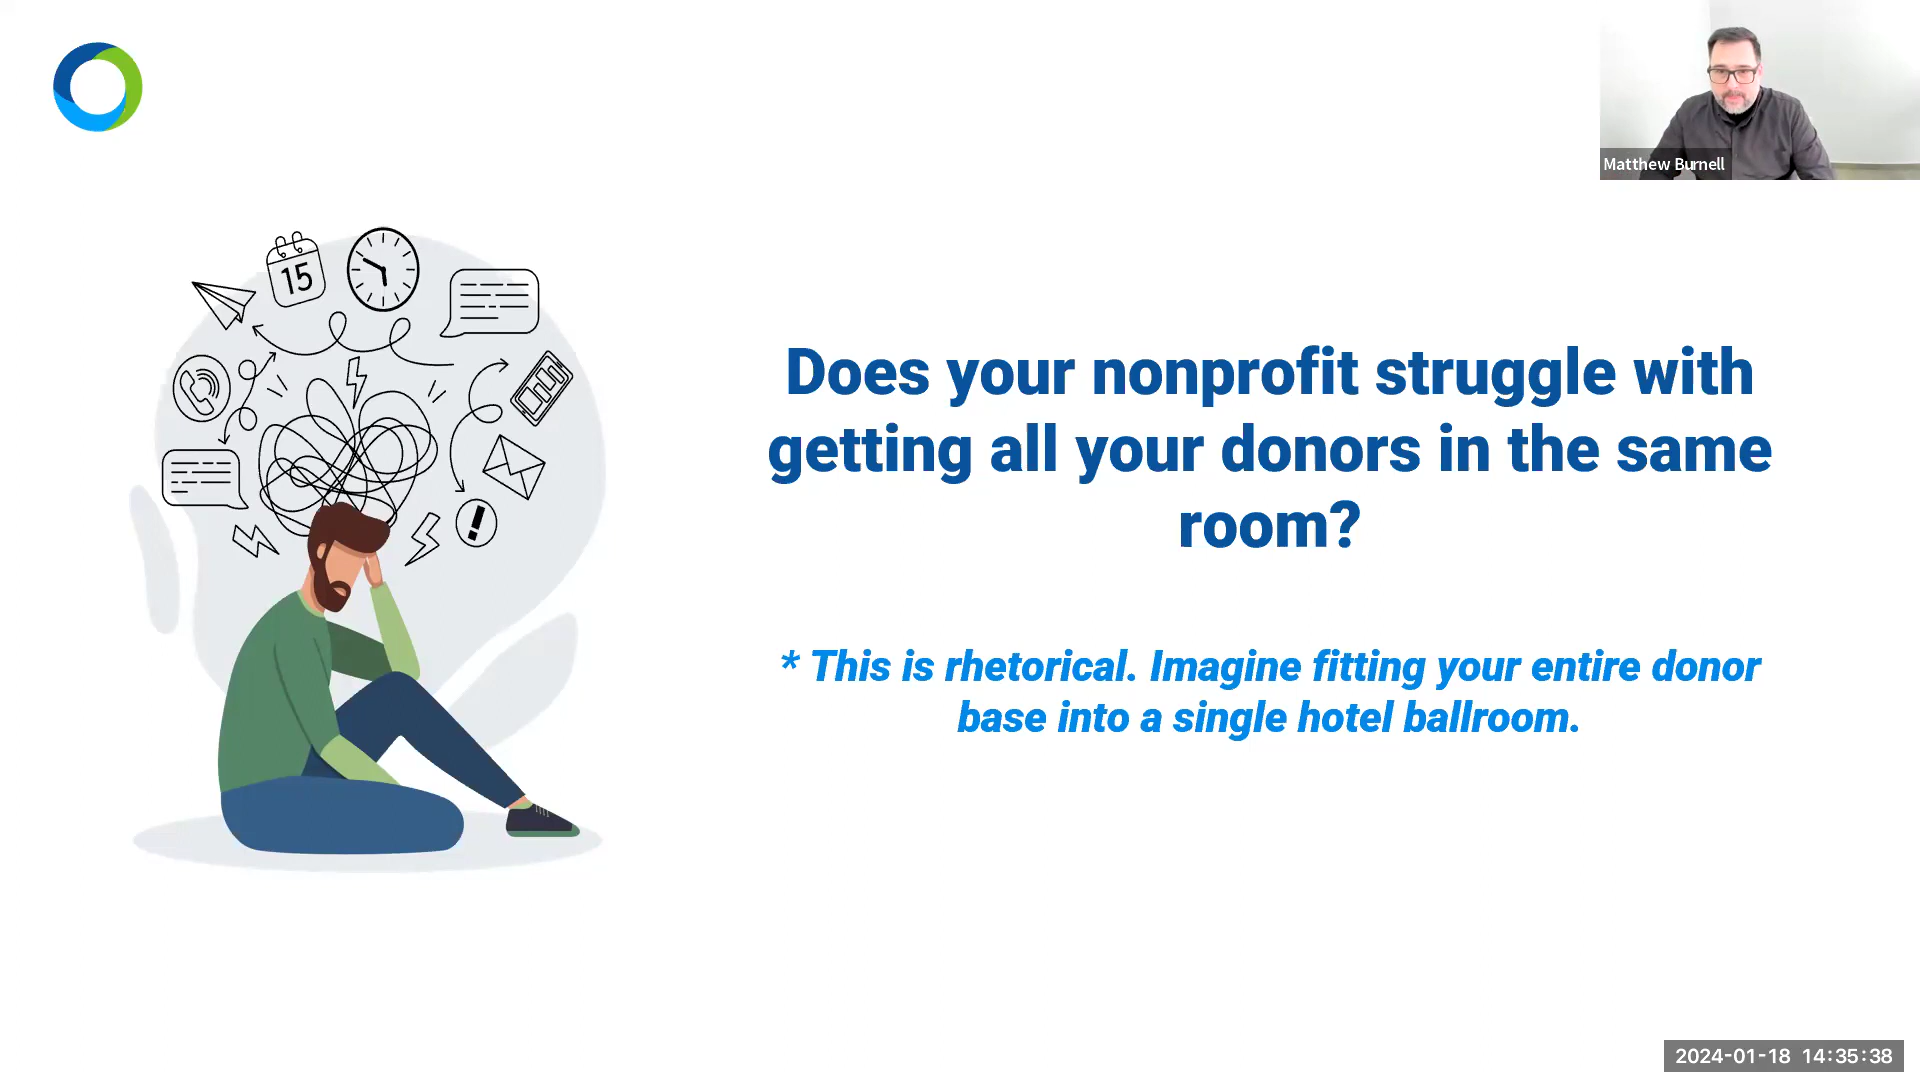 Matthew Burnell
15
Does your nonprofit struggle with
getting all your donors in the same
room?
* This is rhetorical. Imagine fitting your entire donor
base into a single hotel ballroom.
2024-01-18 14:35:38